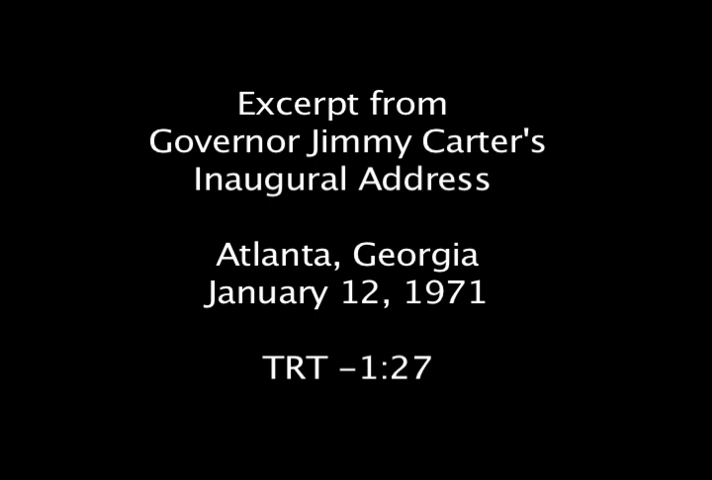 Excerpt from
Governor Jimmy Carter's
Inaugural Address
Atlanta, Georgia
January 12, 1971
TRT –1:27